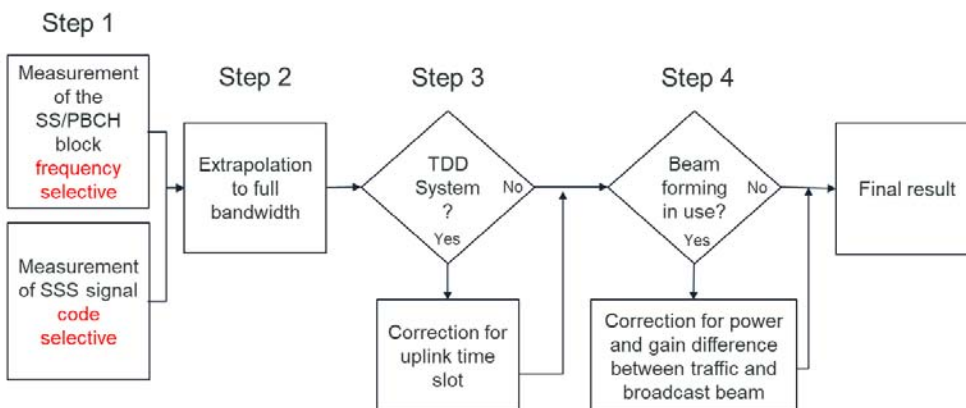 Step 1
Measurement
of the
SS/PBCH
block
frequency
selective
Measurement
of SSS signal
code
selective
Step 2
Extrapolation
to full
bandwidth
Step 3
TDD
System
?
No
Yes
Correction for
uplink time
slot
Step 4
Beam
forming
in use?
No
Yes
Correction for power
and gain difference
between traffic and
broadcast beam
Final result